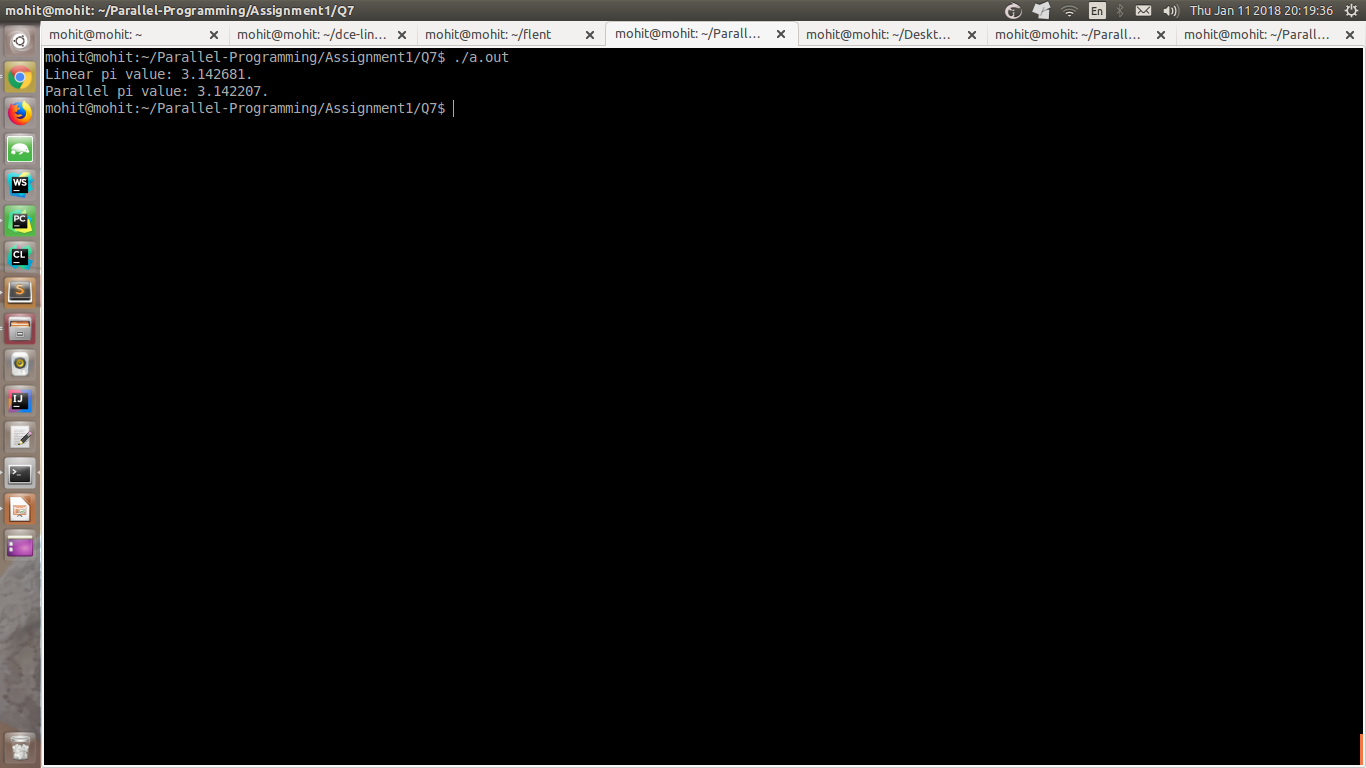 mohit@mohit: ~/Parallel-Programming/Assignment1/Q7
En
Thu Jan 11 2018 20:19:36
mohit@mohit: ~
mohit@mohit: ~/dce-lin...
mohit@mohit: ~/flent
mohit@mohit: ~/Parall...
mohit@mohit: ~/Deskt...
mohit@mohit: ~/Parall...
mohit@mohit: ~/Parall...
mohit@mohit:~/Parallel-Programming/Assignment1/Q7$ ./a.out
Linear pi value: 3.142681.
Parallel pi value: 3.142207.
mohit@mohit:~/Parallel-Programming/Assignment1/Q7$
WS
PC
CL
S
IJ